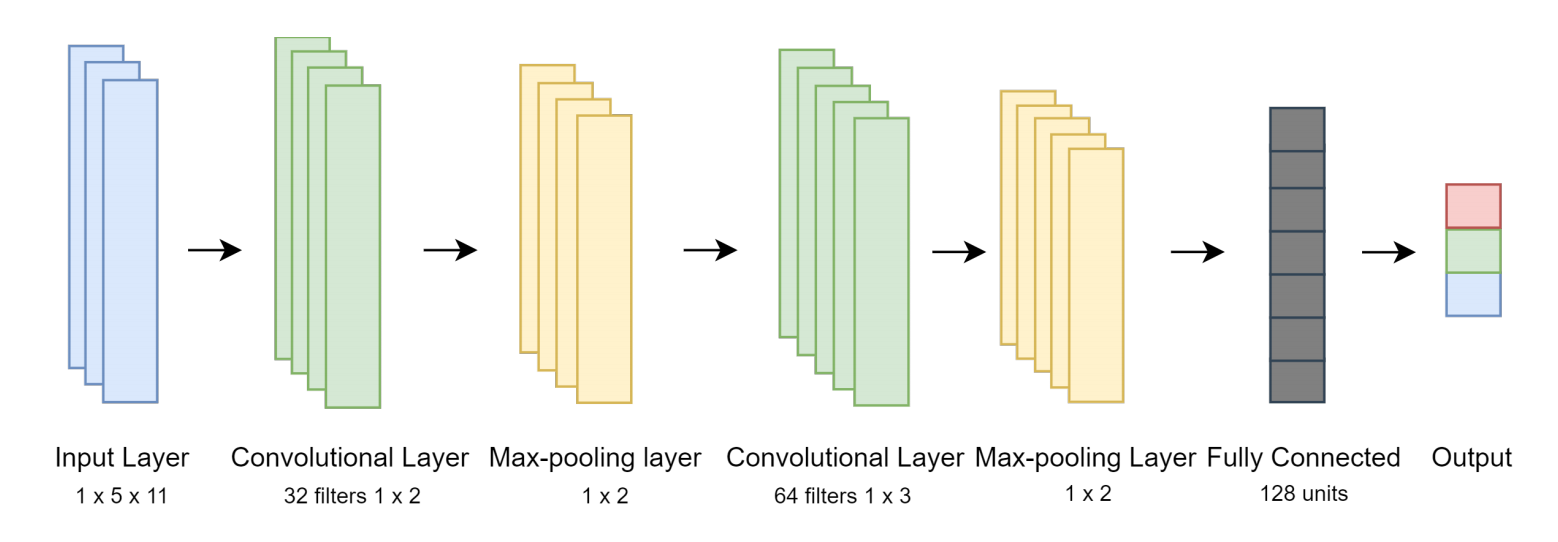 Input Layer
1 x 5 x 11
Convolutional Layer
32 filters 1 x 2
Max-pooling layer
1 x 2
Convolutional Layer
64 filters 1 x 3
Max-pooling Layer
1 x 2
Fully Connected
128 units
Output